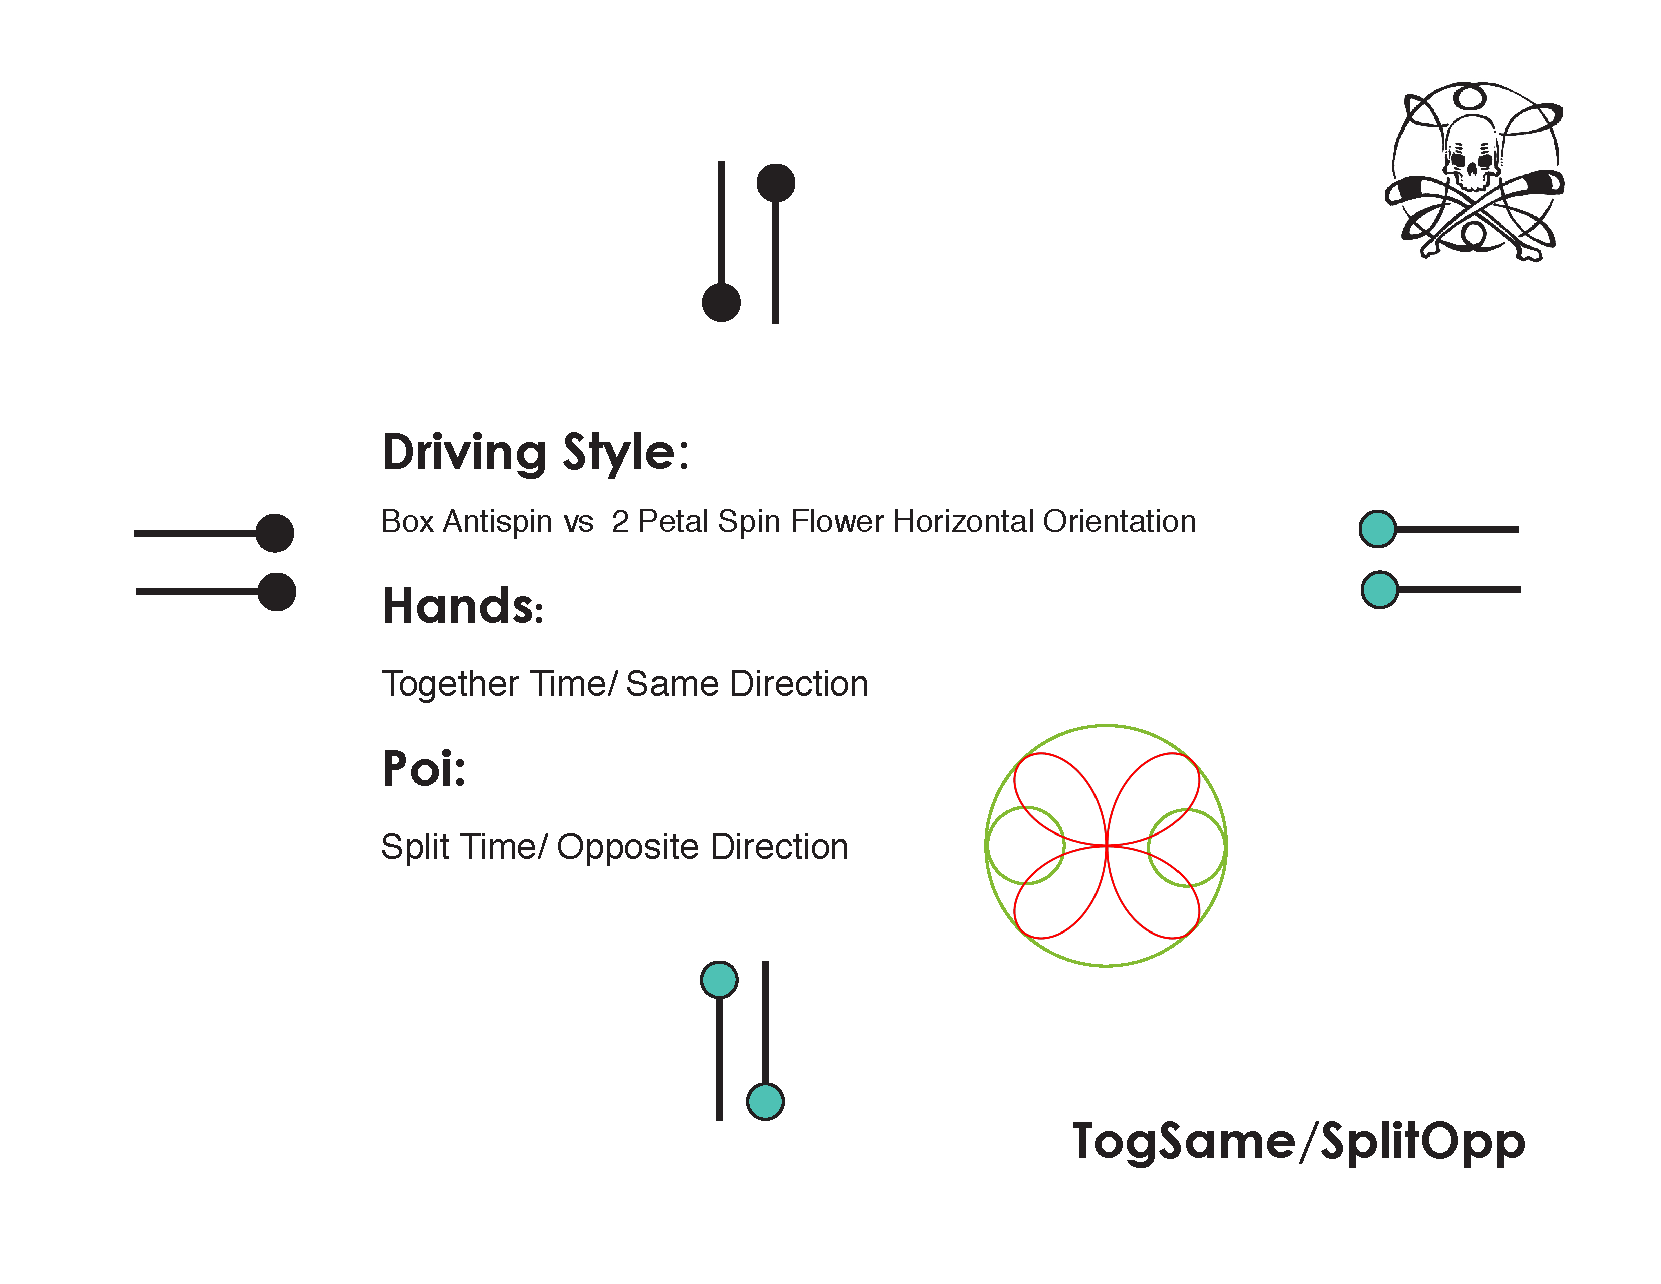 Driving Style:
Box Antispin vs  2 Petal Spin Flower Horizontal Orientation
Hands:
Together Time/ Same Direction
Poi:
Split Time/ Opposite Direction
TogSame/SplitOpp